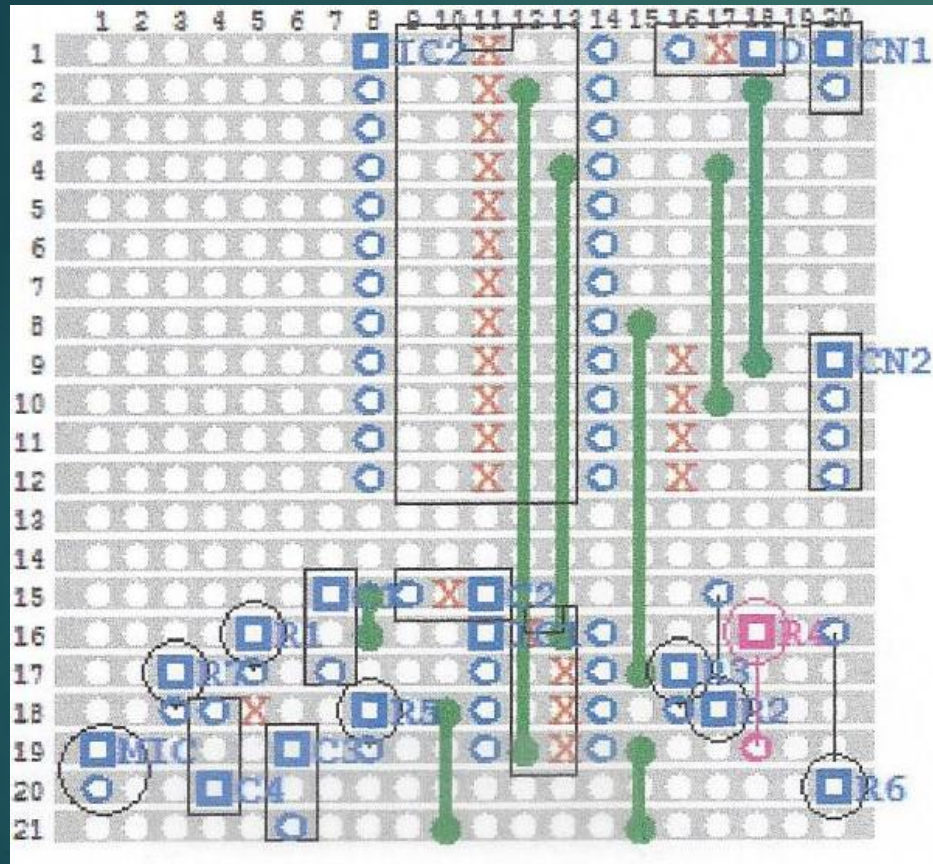 1 2 3 4 5 6 7 8 9 10 11 12 13 14 15 16 17 18 19 20
1 IC2 X X D CN1
2 X
3 X
4 X
5 X
6 X
7 X
8 X
9 X X CN2
10 X X
11 X X
12 X X
13
14
15 X
16 R1 R4
17 R7 X R3
18 X R5 X R2
19 MIC C3 X
20 C4 R6
21